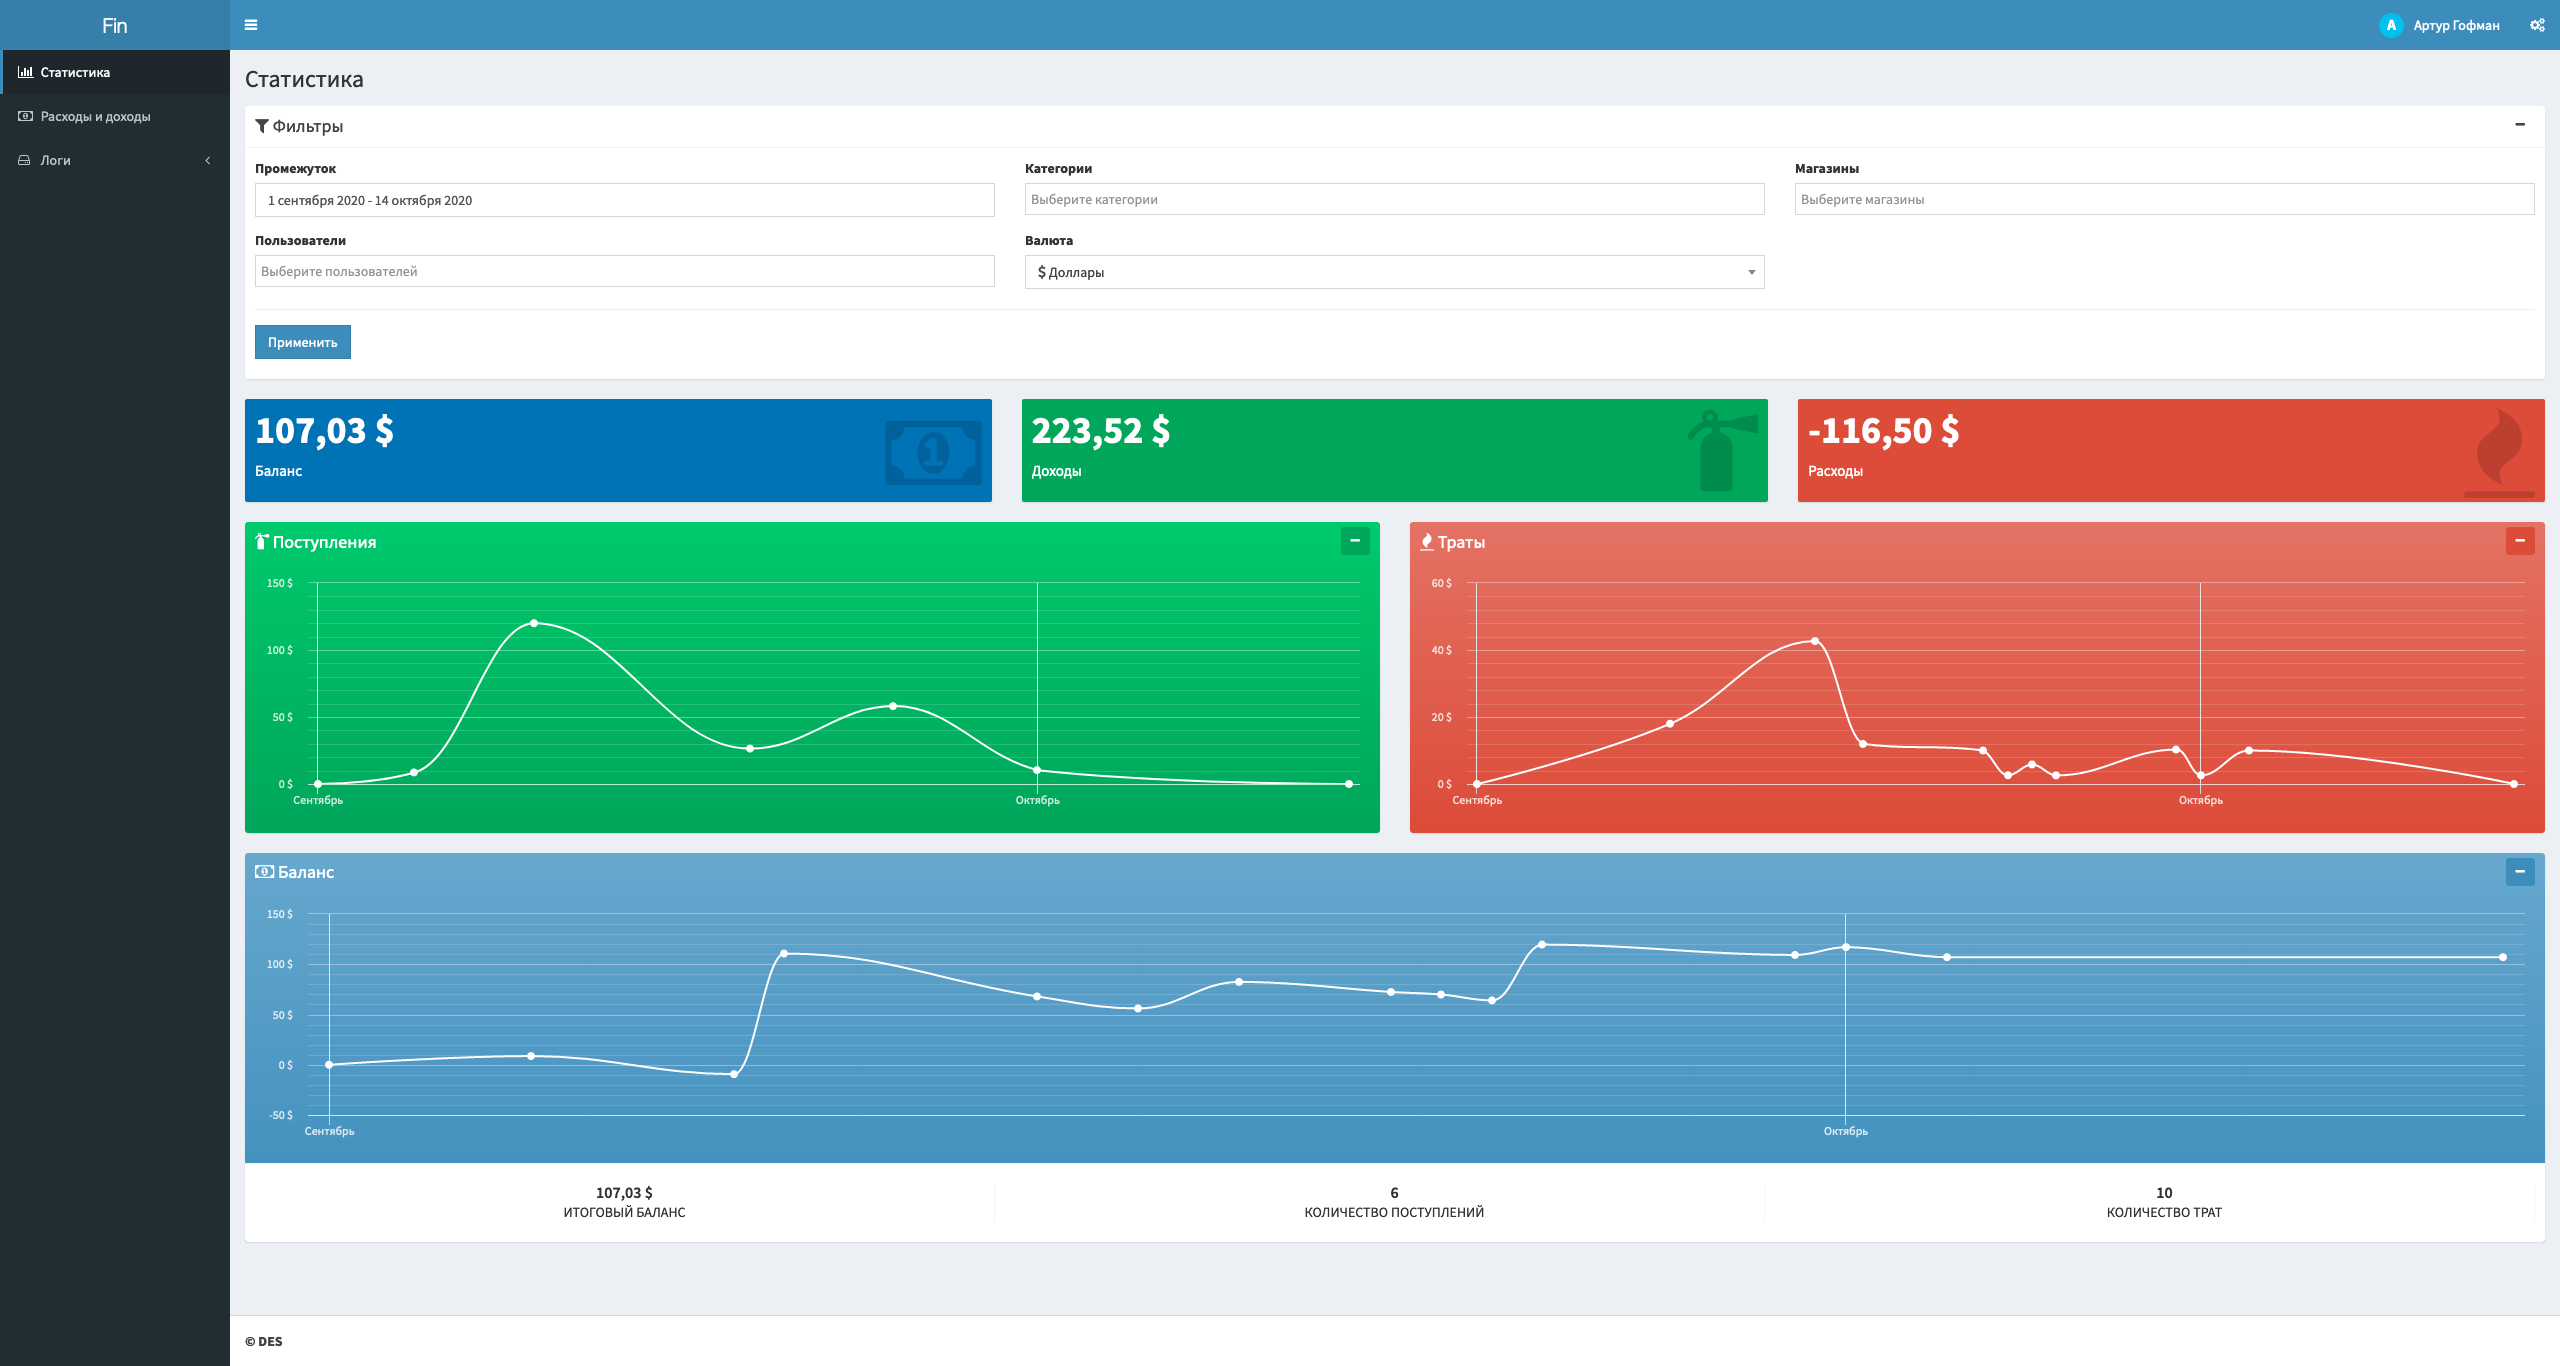 Fin
Артур Гофман
Статистика
Расходы и доходы
Логи
Статистика
Фильтры
Промежуток
Категории
Магазины
1 сентября 2020 - 14 октября 2020
Выберите категории
Выберите магазины
Пользователи
Валюта
Выберите пользователей
$ Доллары
Применить
107,03 $
Баланс
223,52 $
Доходы
-116,50 $
Расходы
Поступления
150 $
100 $
50 $
0 $
Сентябрь
Октябрь
Траты
60 $
40 $
20 $
0 $
Сентябрь
Октябрь
Баланс
150 $
100 $
50 $
0 $
-50 $
Сентябрь
Октябрь
107,03 $
ИТОГОВЫЙ БАЛАНС
6
КОЛИЧЕСТВО ПОСТУПЛЕНИЙ
10
КОЛИЧЕСТВО ТРАТ
© DES